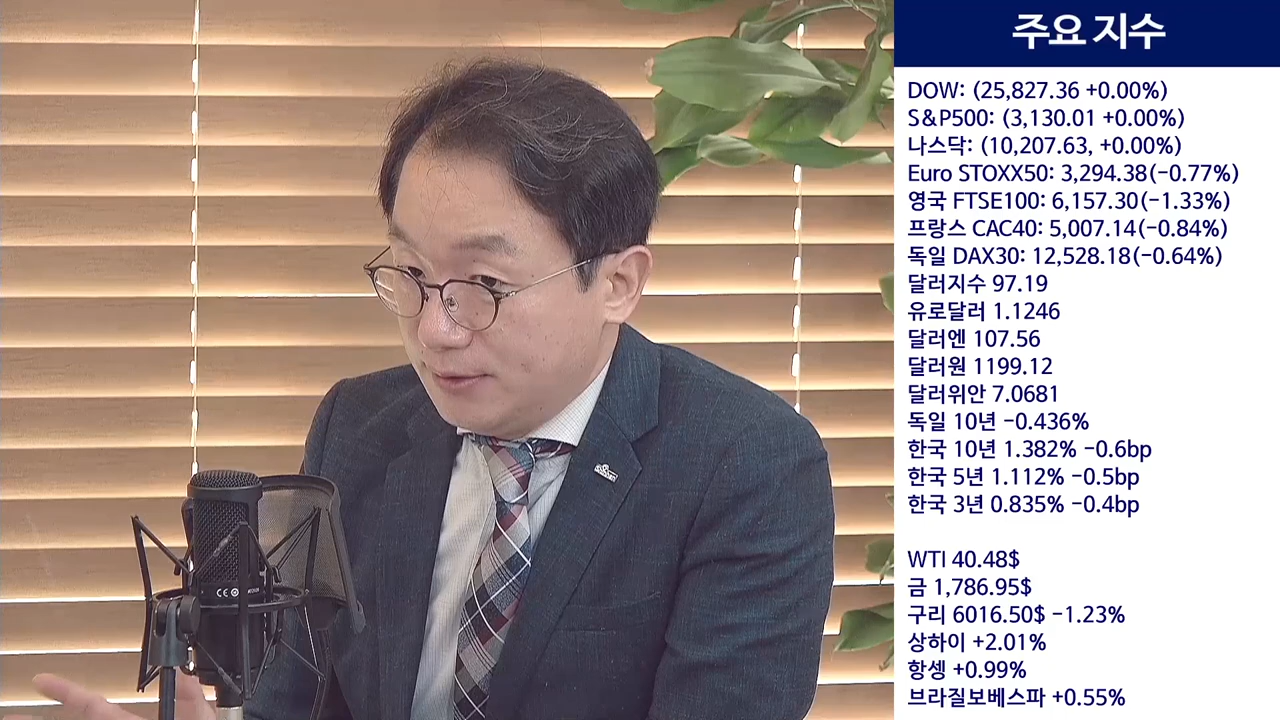 주요 지수
DOW: (25,827.36 +0.00%)
S&P500: (3,130.01 +0.00%)
나스닥: (10,207.63, +0.00%)
Euro STOXX50: 3,294.38(-0.77%)
영국 FTSE100: 6,157.30(-1.33%)
프랑스 CAC40: 5,007.14(-0.84%)
독일 DAX30: 12,528.18(-0.64%)
달러지수 97.19
유로달러 1.1246
달러엔 107.56
달러원 1199.12
달러위안 7.0681
독일 10년 -0.436%
한국 10년 1.382% -0.6bp
한국 5년 1.112% -0.5bp
한국 3년 0.835% -0.4bp
WTI 40.48$
금 1,786.95$
구리 6016.50$ -1.23%
상하이 +2.01%
항셍 +0.99%
브라질보베스파 +0.55%
CE